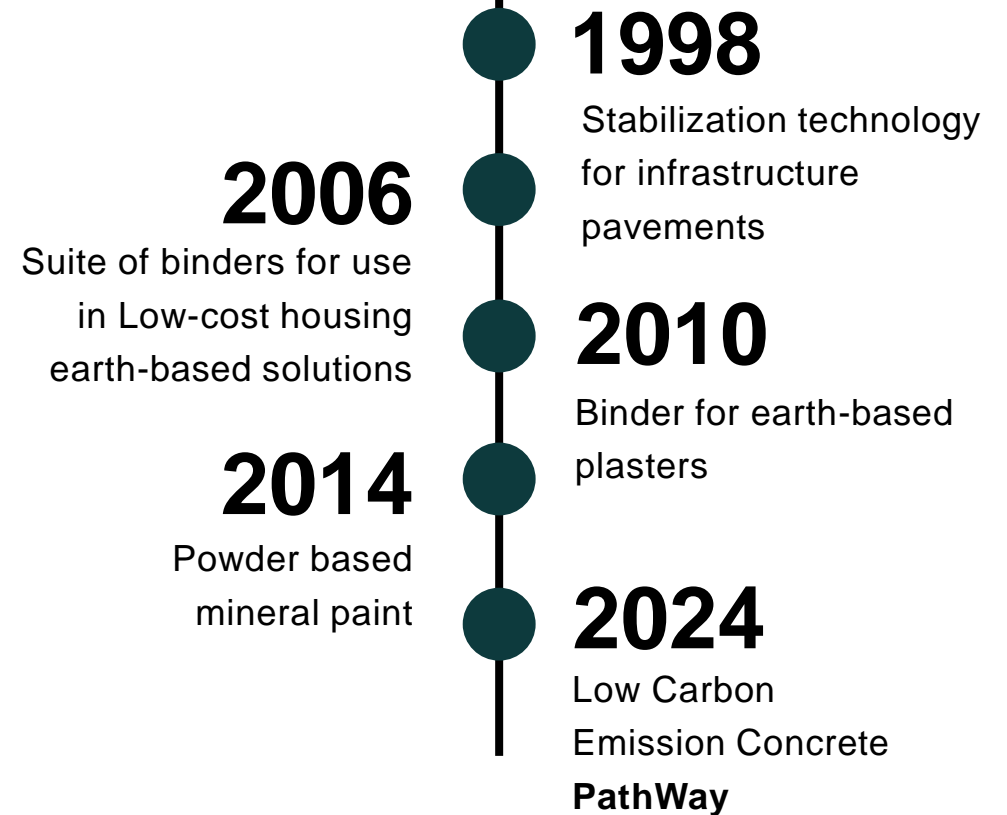 1998
Stabilization technology
for infrastructure
pavements
2006
Suite of binders for use
in Low-cost housing
earth-based solutions
2010
Binder for earth-based
plasters
2014
Powder based
mineral paint
2024
Low Carbon
Emission Concrete
PathWay